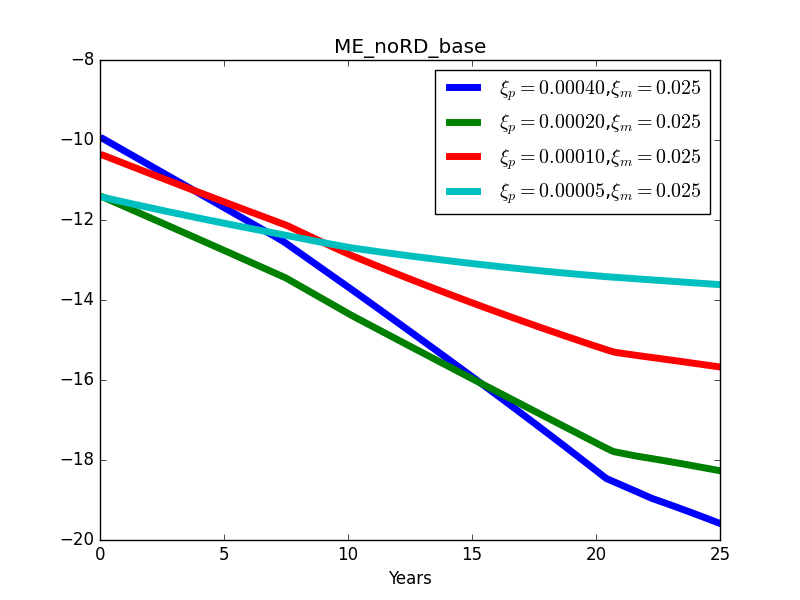 ME_noRD_base
ξₚ = 0.00040,ξₘ = 0.025
ξₚ = 0.00020,ξₘ = 0.025
ξₚ = 0.00010,ξₘ = 0.025
ξₚ = 0.00005,ξₘ = 0.025
−8
−10
−12
−14
−16
−18
−20
0 5 10 15 20 25
Years